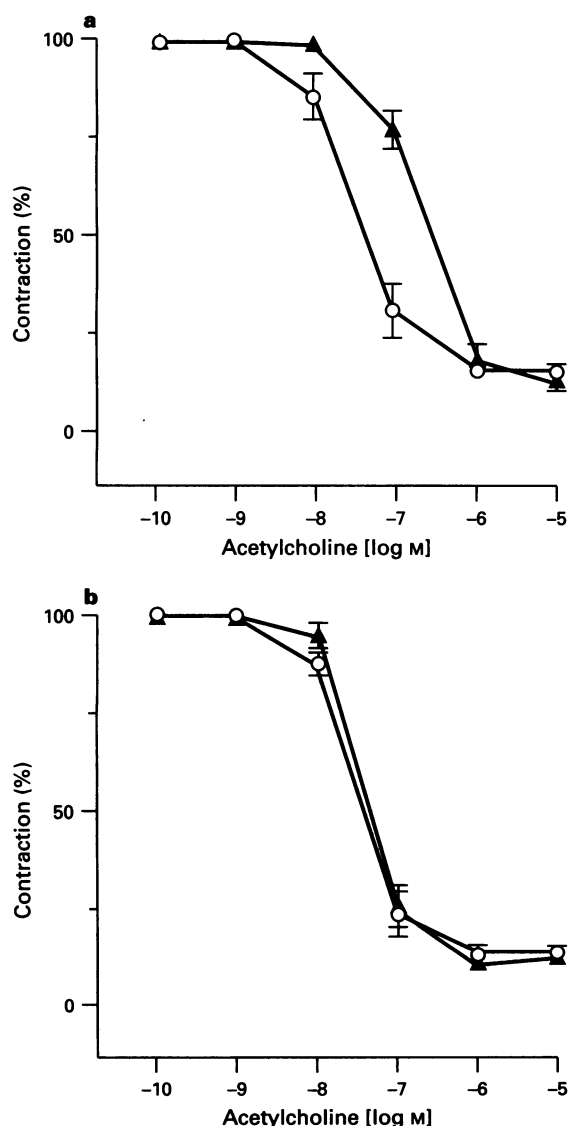 a
100
50
0
Contraction (%)
–10 –9 –8 –7 –6 –5
Acetylcholine [log M]
b
100
50
0
Contraction (%)
–10 –9 –8 –7 –6 –5
Acetylcholine [log M]